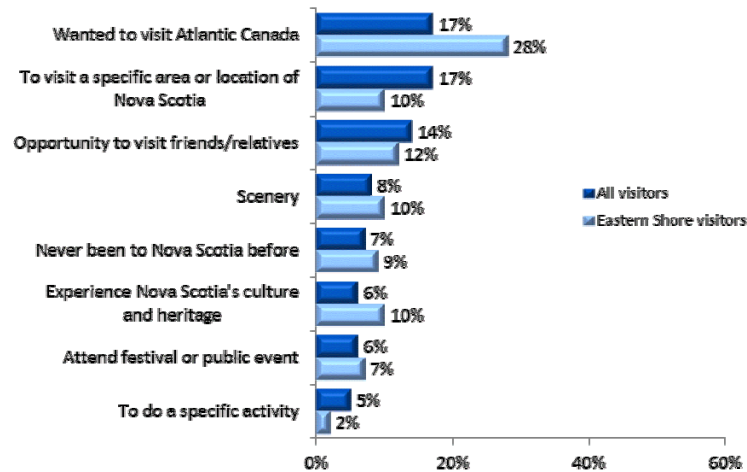 Wanted to visit Atlantic Canada
17%
28%
To visit a specific area or location of
Nova Scotia
17%
10%
Opportunity to visit friends/relatives
14%
12%
Scenery
8%
10%
Never been to Nova Scotia before
7%
9%
Experience Nova Scotia's culture
and heritage
6%
10%
Attend festival or public event
6%
7%
To do a specific activity
5%
2%
All visitors
Eastern Shore visitors
0% 20% 40% 60%